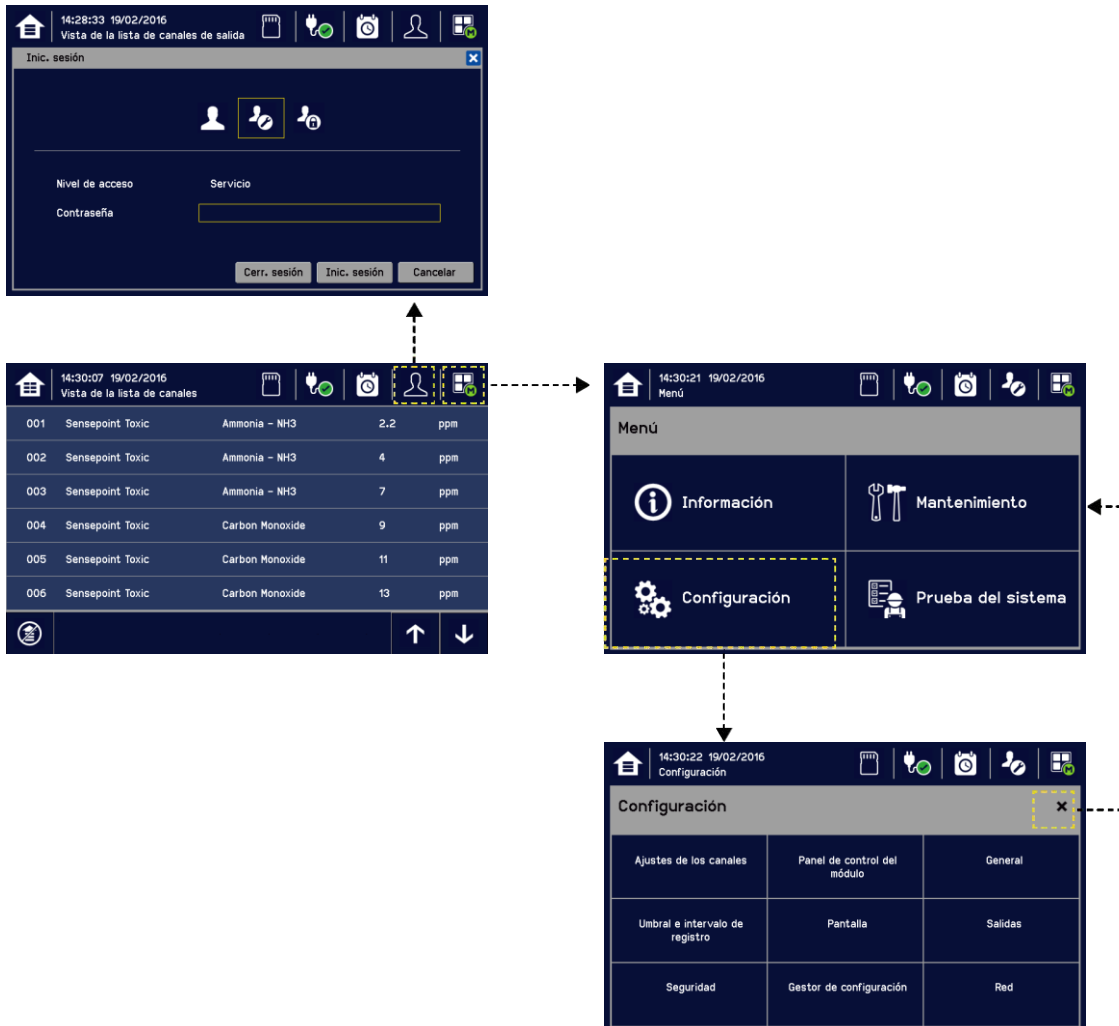 14:28:33 19/02/2016
Vista de la lista de canales de salida
Inic. sesión
Nivel de acceso Servicio
Contraseña
Cerr. sesión Inic. sesión Cancelar
14:30:07 19/02/2016
Vista de la lista de canales
001 Sensepoint Toxic Ammonia - NH3 2.2 ppm
002 Sensepoint Toxic Ammonia - NH3 4 ppm
003 Sensepoint Toxic Ammonia - NH3 7 ppm
004 Sensepoint Toxic Carbon Monoxide 9 ppm
005 Sensepoint Toxic Carbon Monoxide 11 ppm
006 Sensepoint Toxic Carbon Monoxide 13 ppm
14:30:21 19/02/2016
Menú
Menú
Información Mantenimiento
Configuración Prueba del sistema
14:30:22 19/02/2016
Configuración
Configuración
Ajustes de los canales Panel de control del módulo General
Umbral e intervalo de registro Pantalla Salidas
Seguridad Gestor de configuración Red